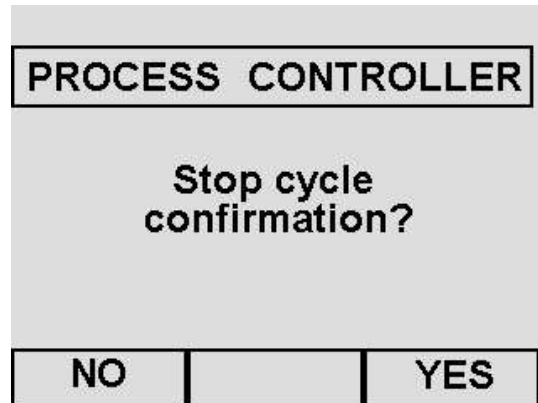 PROCESS CONTROLLER
Stop cycle
confirmation?
NO YES